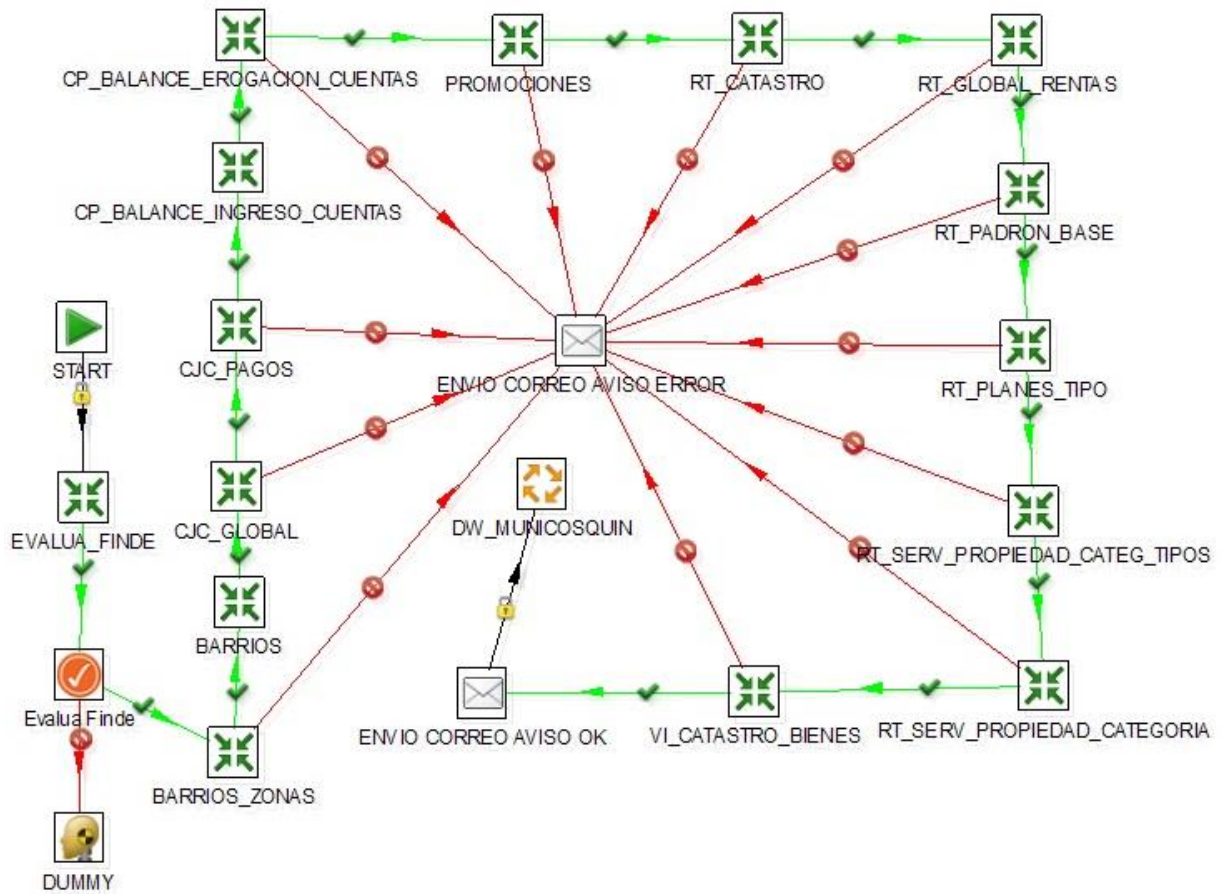 CP_BALANCE_EROGACION_CUENTAS
PROMOCIONES
RT_CATASTRO
RT_GLOBAL_RENTAS
CP_BALANCE_INGRESO_CUENTAS
RT_PADRON_BASE
START
CJC_PAGOS
ENVIO CORREO AVISO ERROR
RT_PLANES_TIPO
EVALUA_FINDE
CJC_GLOBAL
DW_MUNICOSQUIN
RT_SERV_PROPIEDAD_CATEG_TIPOS
BARRIOS
Evalua Finde
ENVIO CORREO AVISO OK
VI_CATASTRO_BIENES
RT_SERV_PROPIEDAD_CATEGORIA
BARRIOS_ZONAS
DUMMY